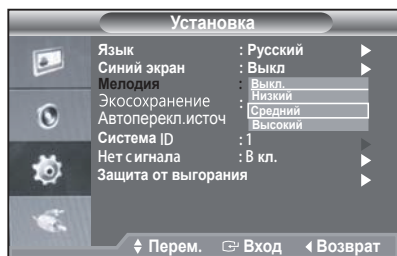 Установка
Язык : Русский
Синий экран : Выкл
Мелодия : Выкл.
Низкий
Экосохранение :
Средний
Автоперекл.источ
Высокий
Система ID : 1
Нет сигнала : В кл.
Защита от выгорания
Перем. Вход Возврат